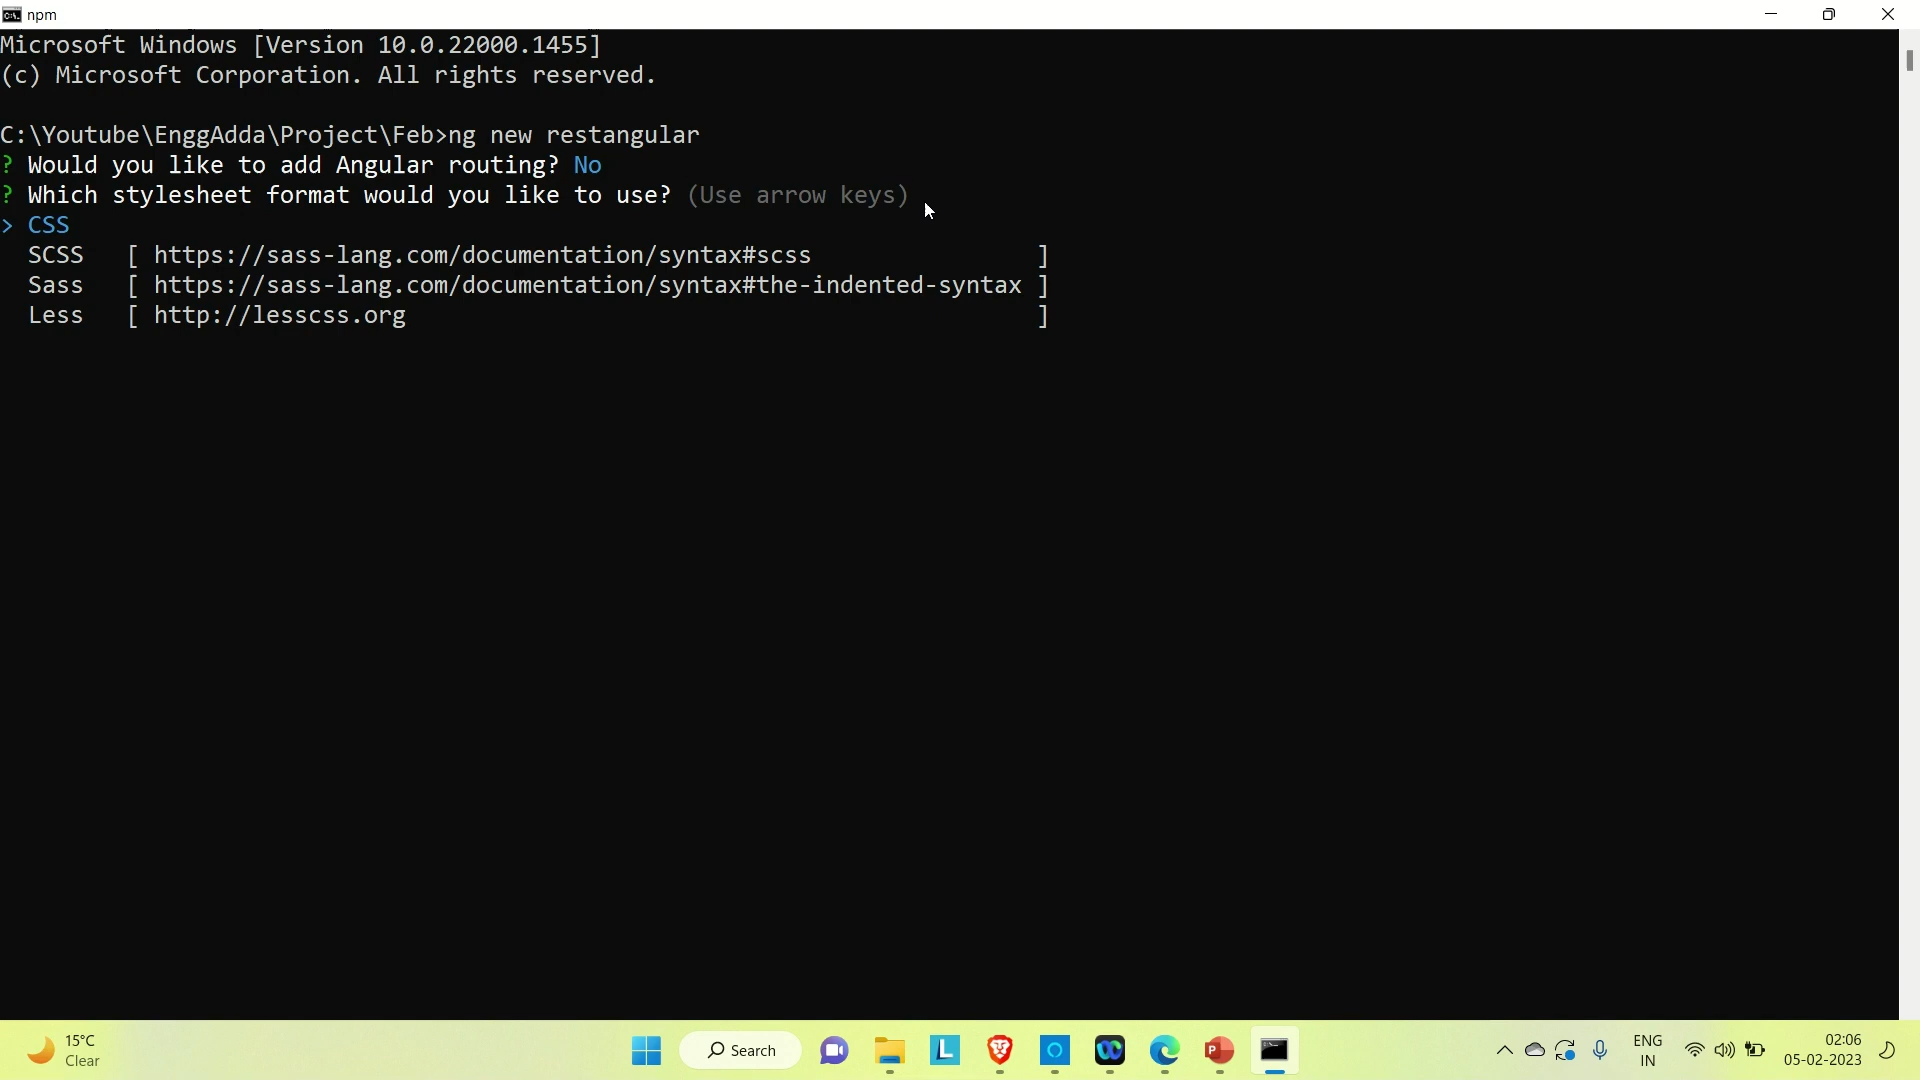 npm
Microsoft Windows [Version 10.0.22000.1455]
(c) Microsoft Corporation. All rights reserved.
C:\Youtube\EnggAdda\Project\Feb>ng new restangular
? Would you like to add Angular routing? No
? Which stylesheet format would you like to use? (Use arrow keys)
> CSS
SCSS [ https://sass-lang.com/documentation/syntax#scss ]
Sass [ https://sass-lang.com/documentation/syntax#the-indented-syntax ]
Less [ http://lesscss.org ]
15°C
Clear
Search
ENG
IN
02:06
05-02-2023